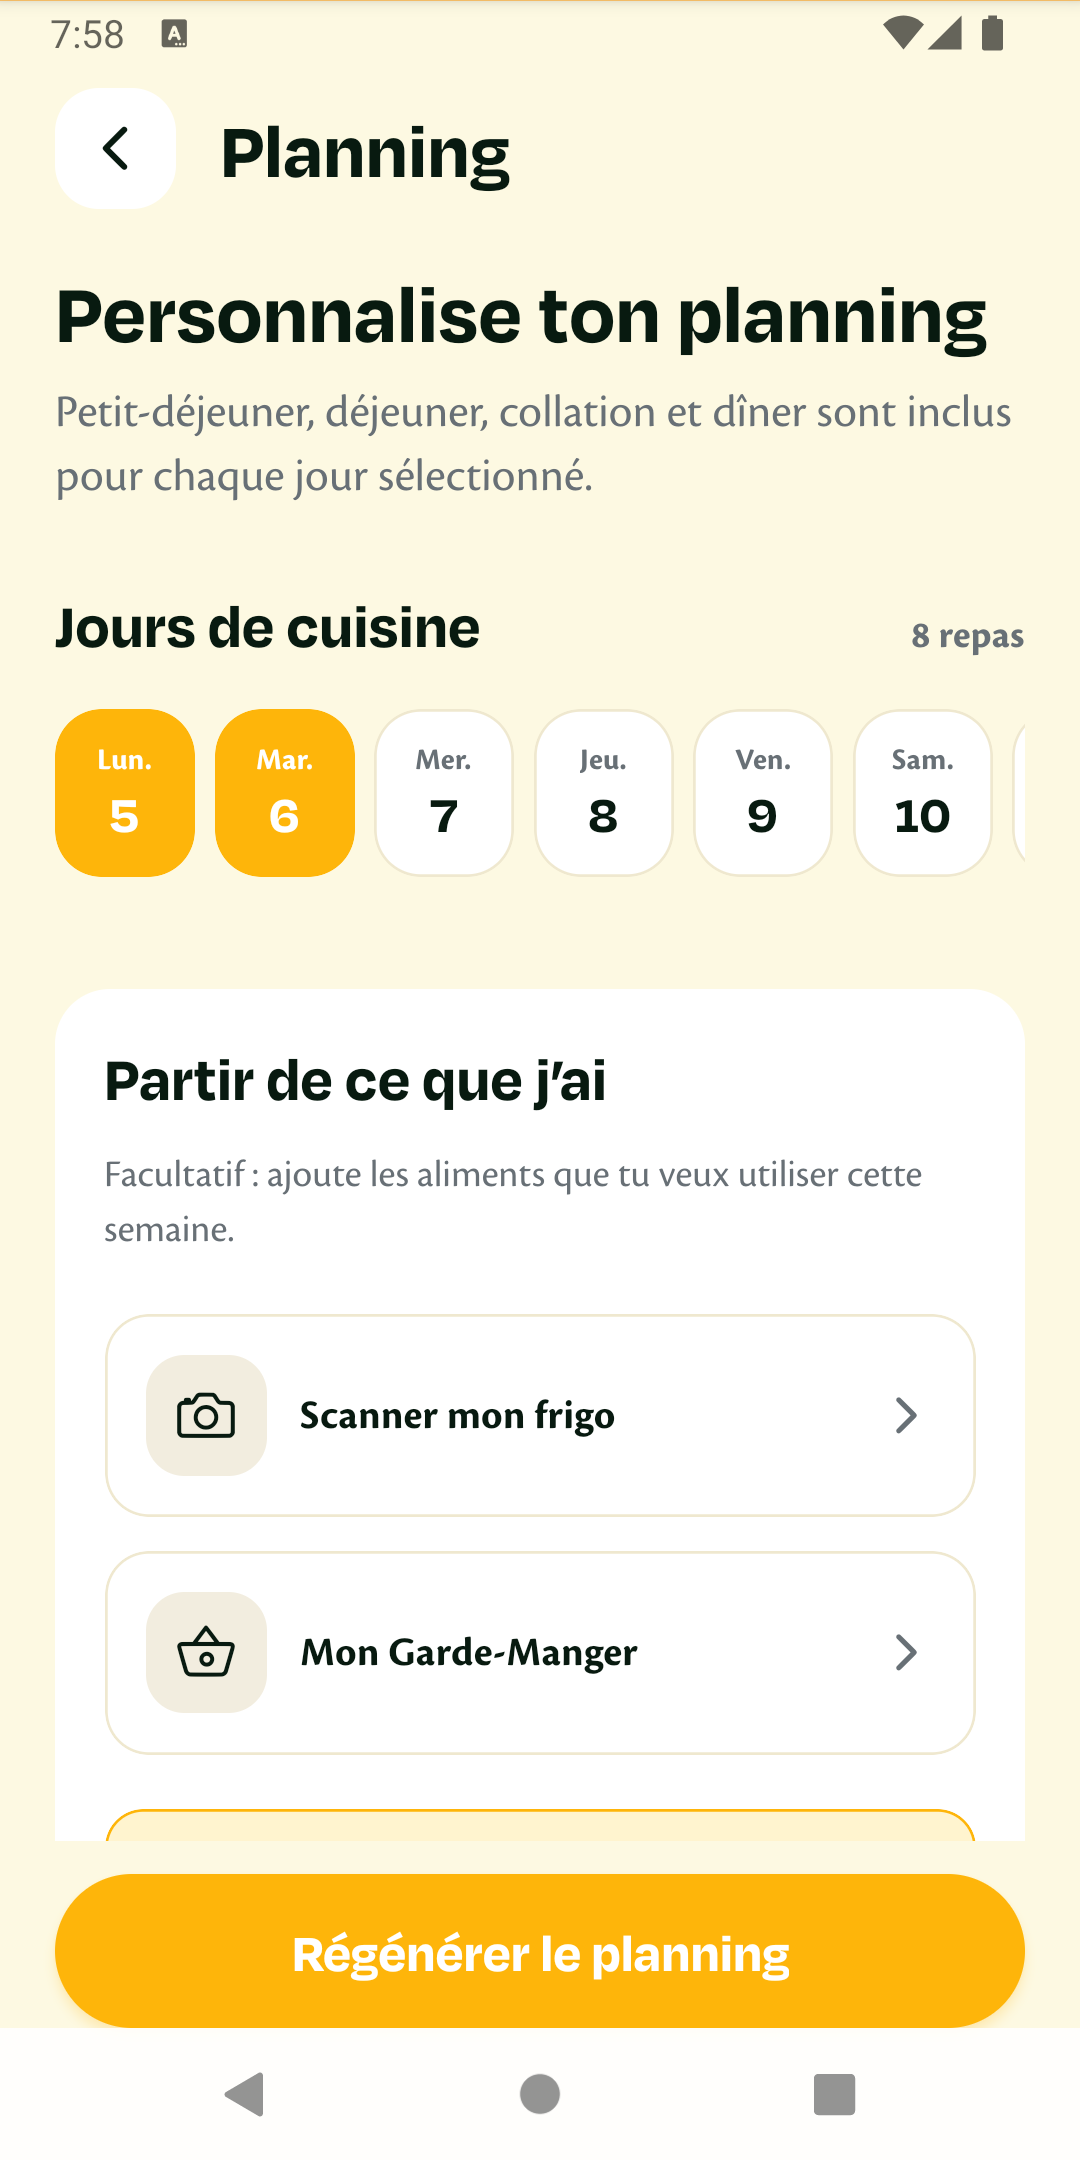 7:58
A
Planning
Personnalise ton planning
Petit-déjeuner, déjeuner, collation et dîner sont inclus
pour chaque jour sélectionné.
Jours de cuisine
8 repas
Lun. Mar. Mer. Jeu. Ven. Sam.
5 6 7 8 9 10
Partir de ce que j’ai
Facultatif : ajoute les aliments que tu veux utiliser cette
semaine.
Scanner mon frigo
Mon Garde-Manger
Régénérer le planning